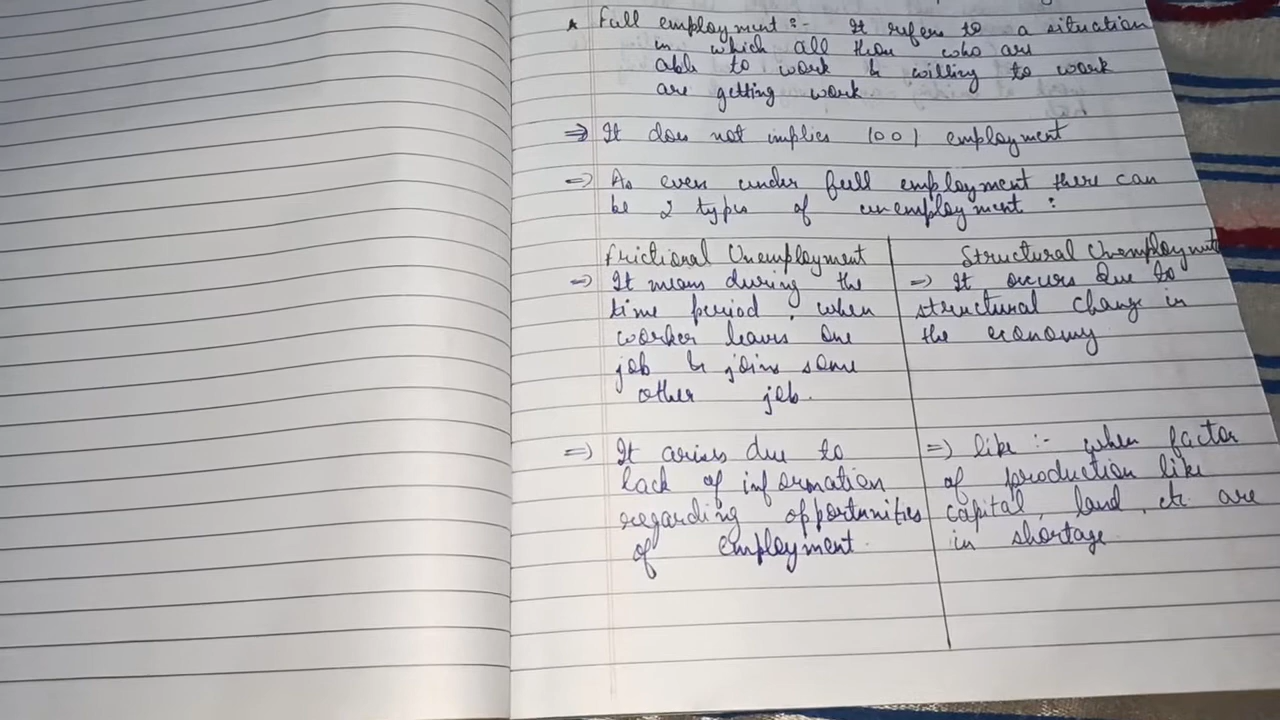 * Full employment :- It refers to a situation
in which all those who are
able to work & willing to work
are getting work
=> It does not implies 100% employment
=> As even under full employment there can
be 2 types of unemployment :
Frictional Unemployment
=> It means during the
time period, when
worker leaves one
job & joins some
other job.
=> It arises due to
lack of information
regarding opportunities
of employment.
Structural Unemployment
=> It occurs due to
structural change in
the economy
=> like :- when factor
of production like
capital, land, etc are
in shortage